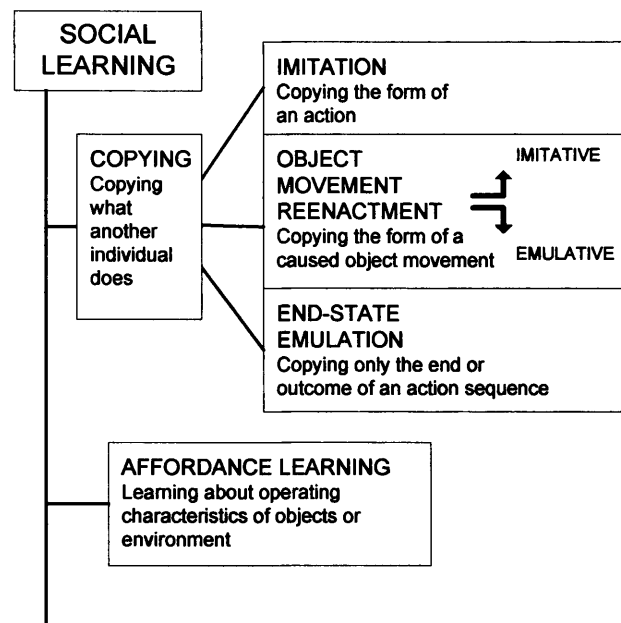 SOCIAL
LEARNING
COPYING
Copying
what
another
individual
does
IMITATION
Copying the form of
an action
OBJECT
MOVEMENT
REENACTMENT
Copying the form of a
caused object movement
IMITATIVE
EMULATIVE
END-STATE
EMULATION
Copying only the end or
outcome of an action sequence
AFFORDANCE LEARNING
Learning about operating
characteristics of objects or
environment